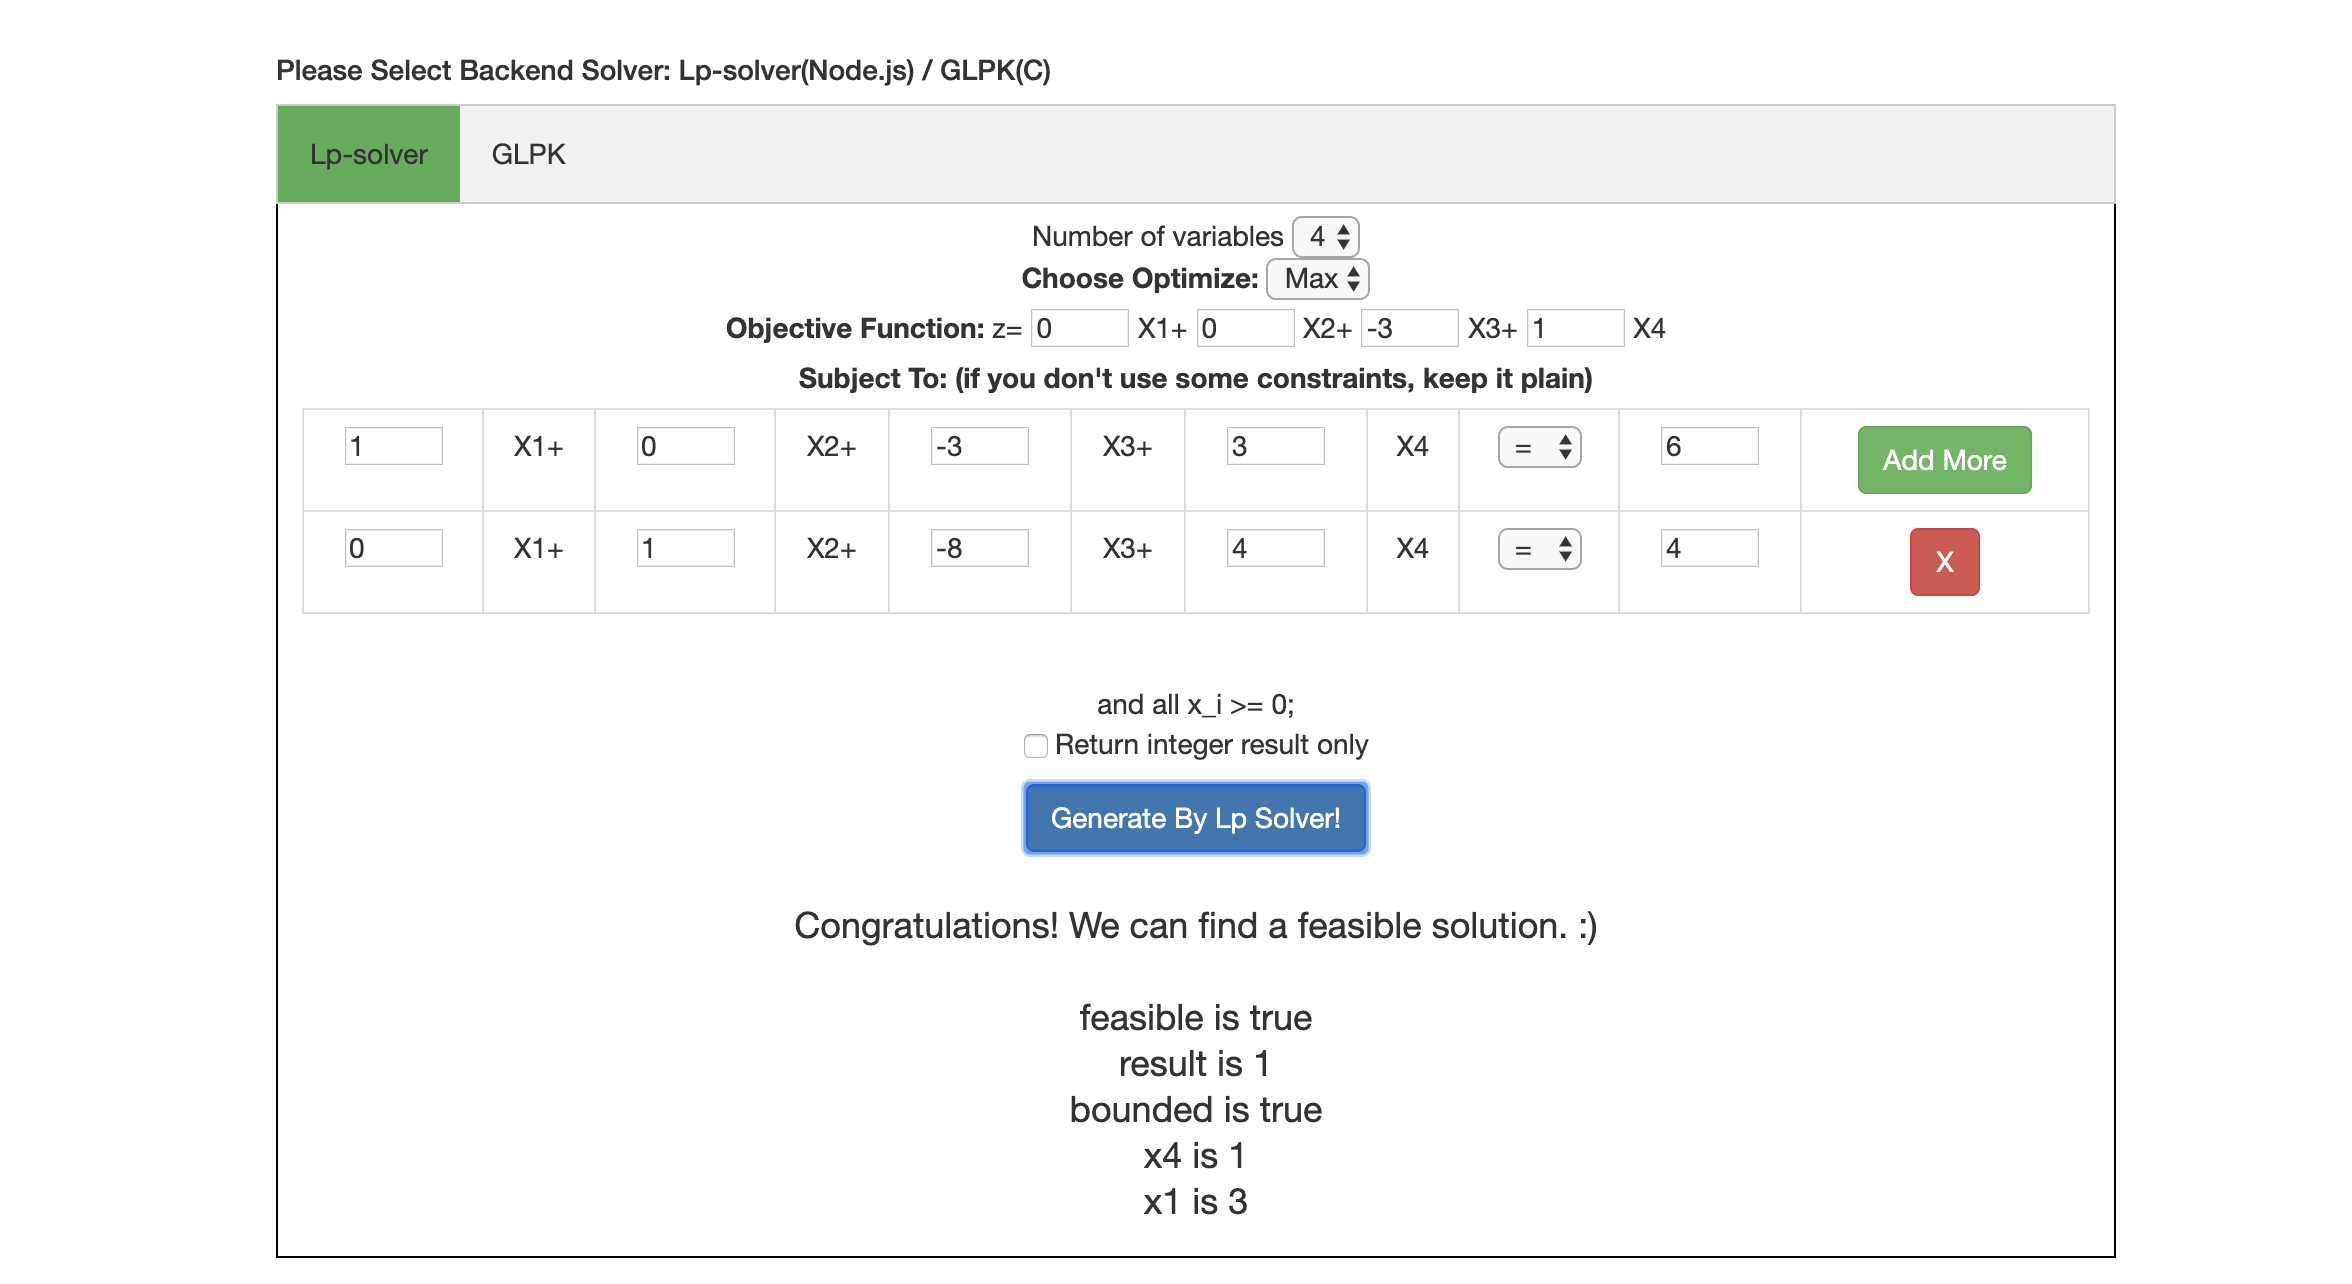 Please Select Backend Solver: Lp-solver(Node.js) / GLPK(C)
Lp-solver GLPK
Number of variables 4
Choose Optimize: Max
Objective Function: z= 0 X1+ 0 X2+ -3 X3+ 1 X4
Subject To: (if you don't use some constraints, keep it plain)
1 X1+ 0 X2+ -3 X3+ 3 X4 = 6 Add More
0 X1+ 1 X2+ -8 X3+ 4 X4 = 4 X
and all x_i >= 0;
Return integer result only
Generate By Lp Solver!
Congratulations! We can find a feasible solution. :)
feasible is true
result is 1
bounded is true
x4 is 1
x1 is 3